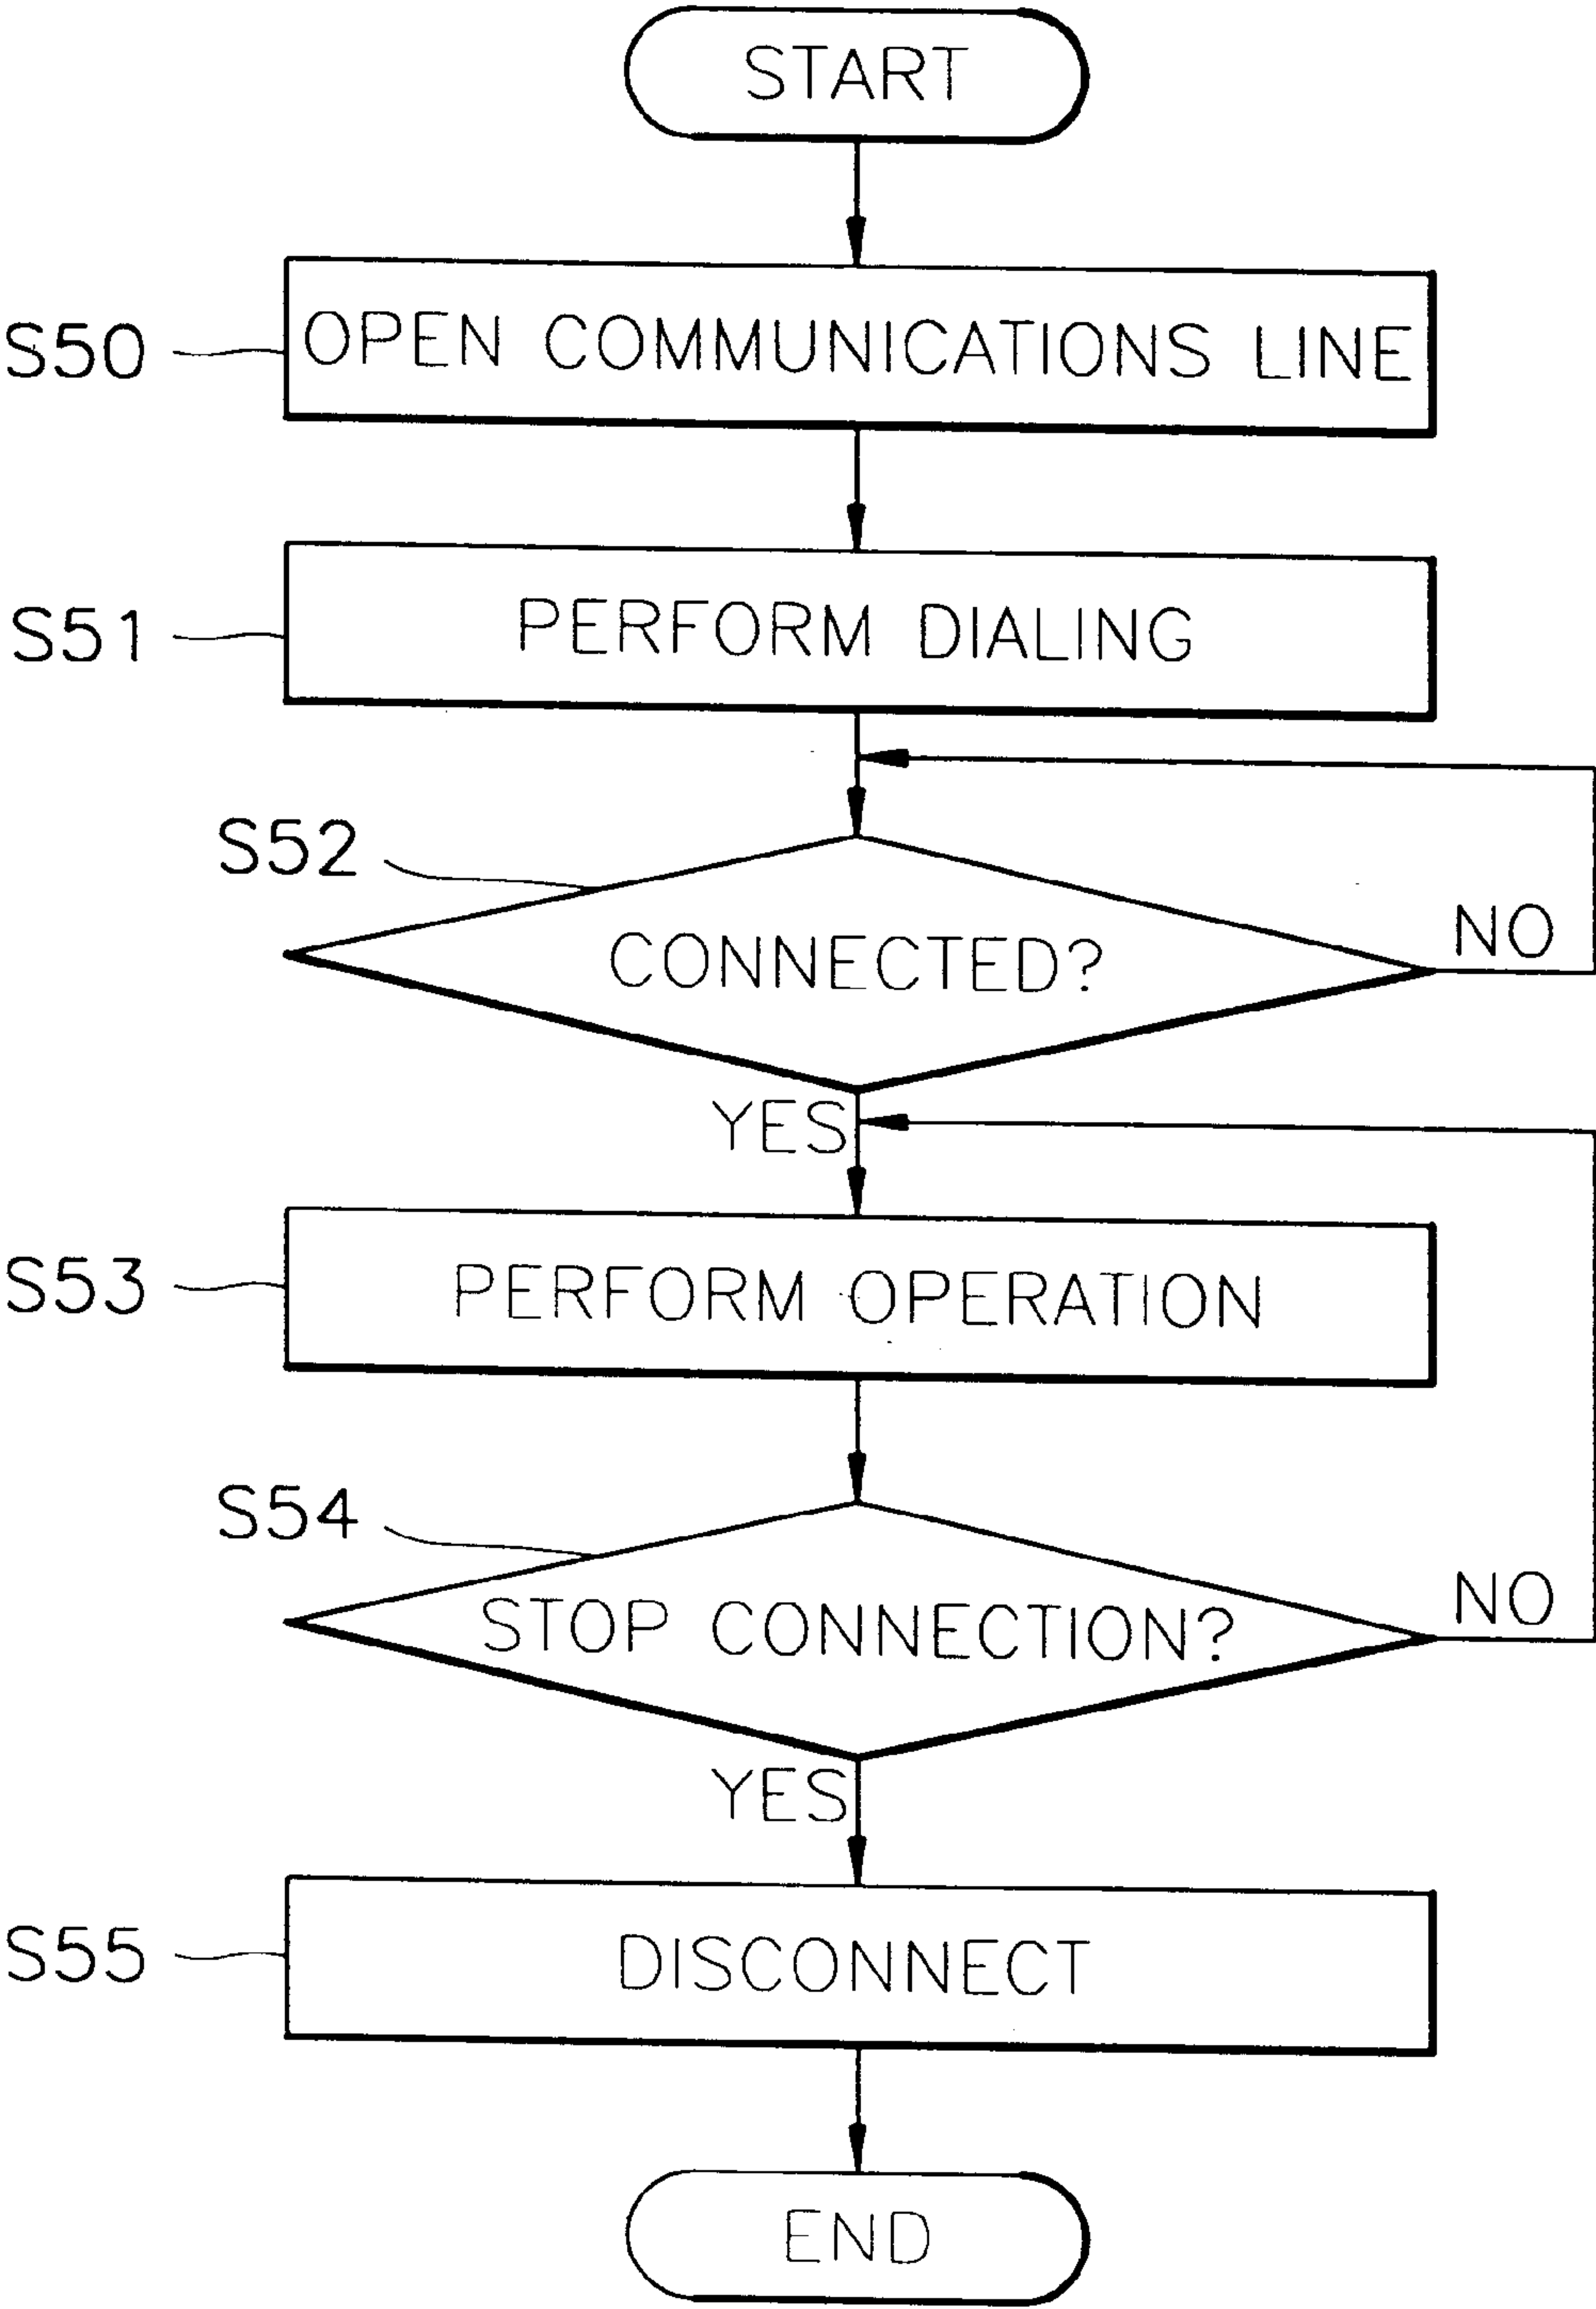 START
S50
OPEN COMMUNICATIONS LINE
S51
PERFORM DIALING
S52
CONNECTED?
NO
YES
S53
PERFORM OPERATION
S54
STOP CONNECTION?
NO
YES
S55
DISCONNECT
END